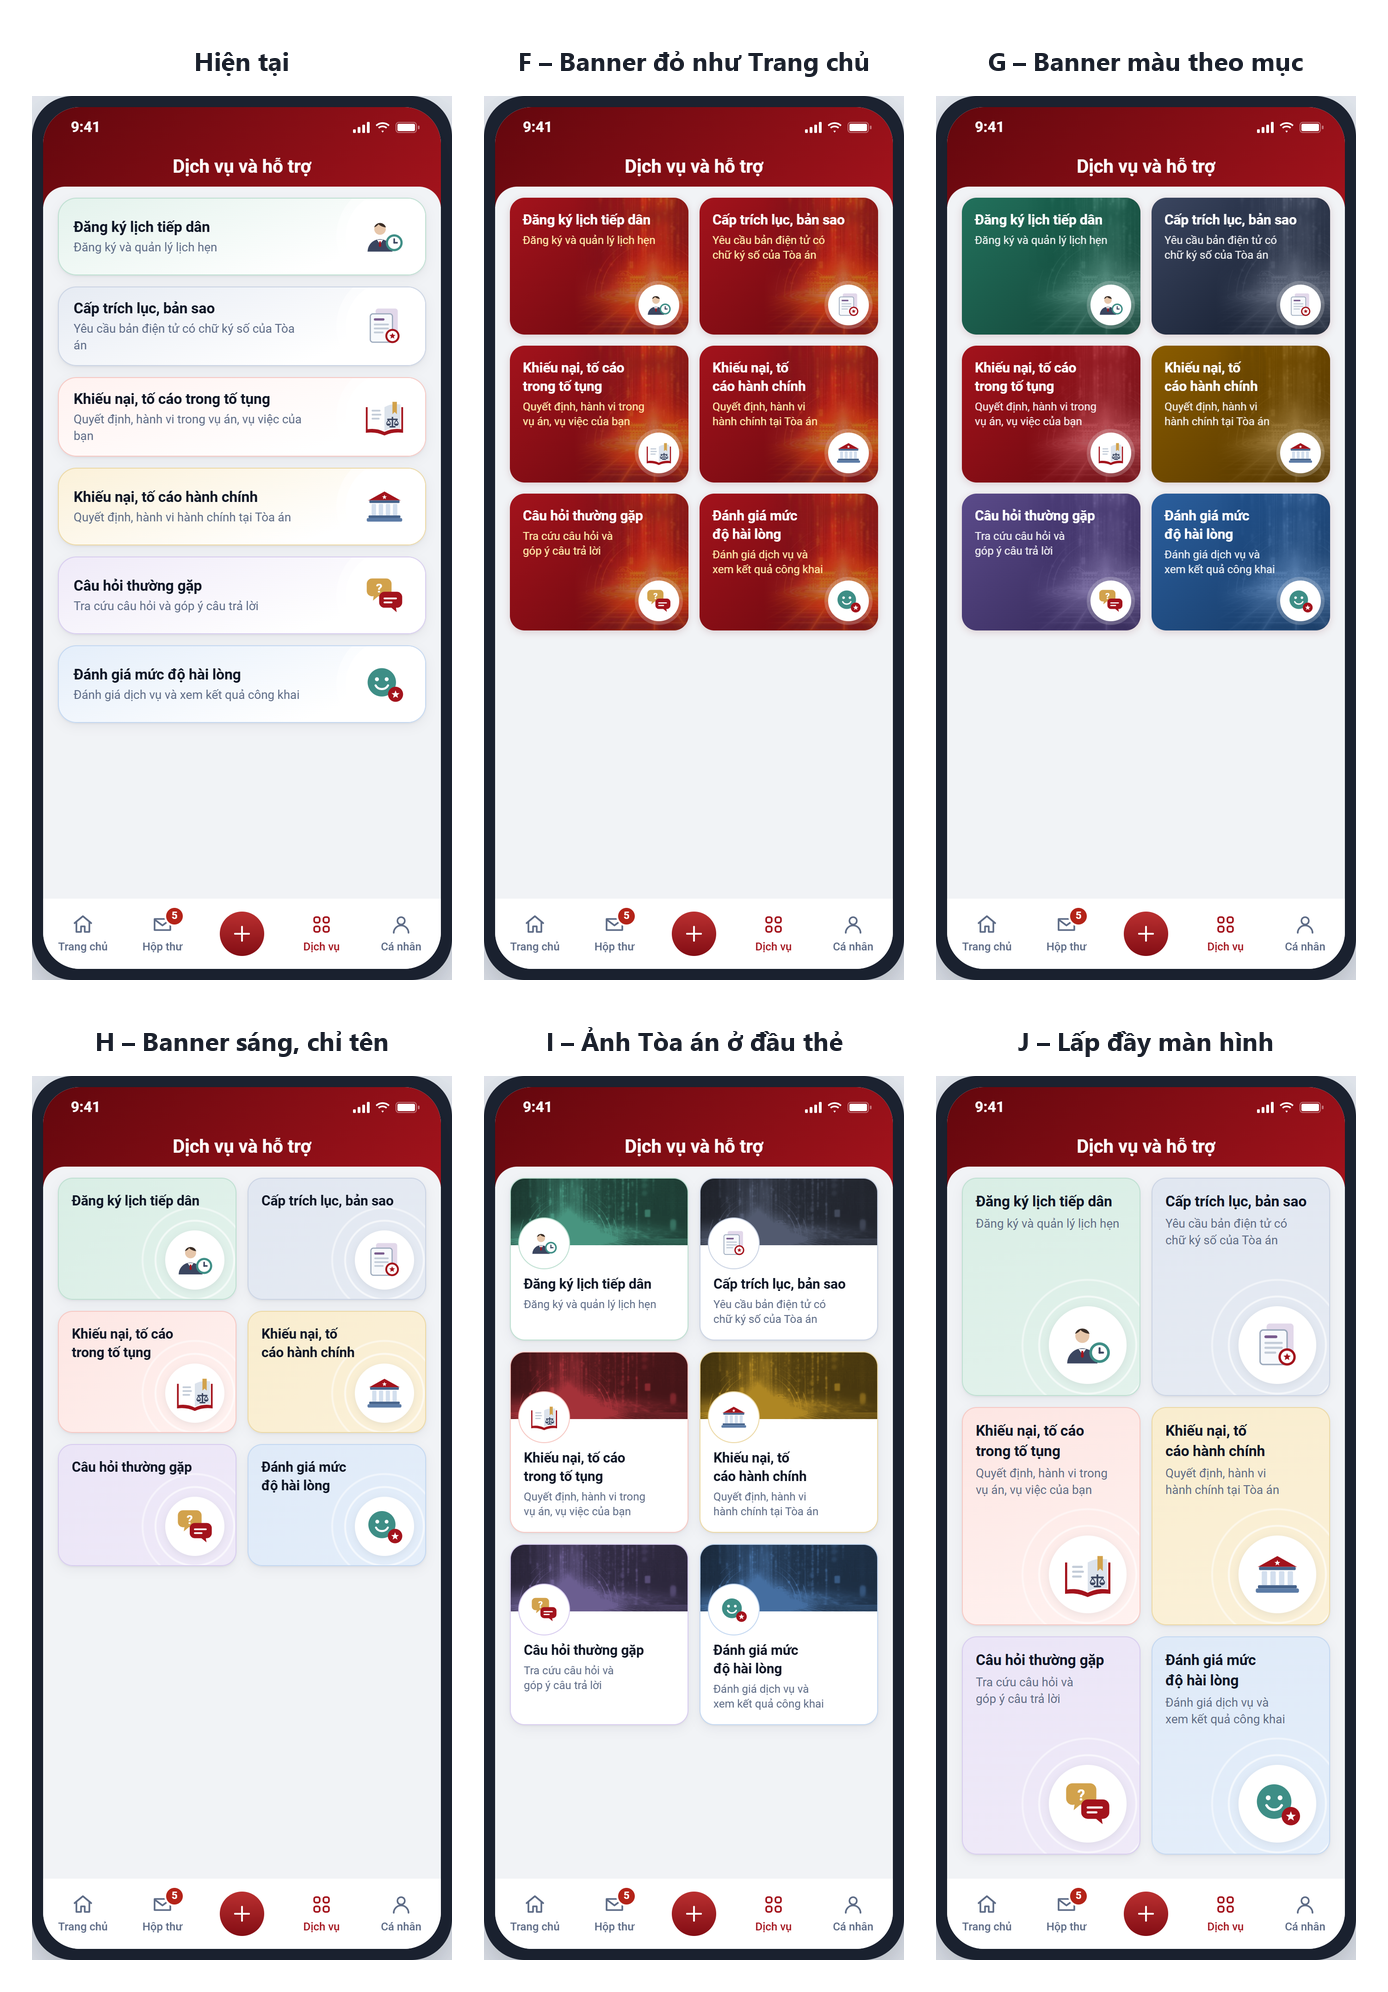 Hiện tại
9:41
Dịch vụ và hỗ trợ
Đăng ký lịch tiếp dân
Đăng ký và quản lý lịch hẹn
Cấp trích lục, bản sao
Yêu cầu bản điện tử có chữ ký số của Tòa
án
Khiếu nại, tố cáo trong tố tụng
Quyết định, hành vi trong vụ án, vụ việc của
bạn
Khiếu nại, tố cáo hành chính
Quyết định, hành vi hành chính tại Tòa án
Câu hỏi thường gặp
Tra cứu câu hỏi và góp ý câu trả lời
?
Đánh giá mức độ hài lòng
Đánh giá dịch vụ và xem kết quả công khai
Trang chủ
Hộp thư
5
Dịch vụ
Cá nhân
F – Banner đỏ như Trang chủ
9:41
Dịch vụ và hỗ trợ
Đăng ký lịch tiếp dân
Đăng ký và quản lý lịch hẹn
Cấp trích lục, bản sao
Yêu cầu bản điện tử có
chữ ký số của Tòa án
Khiếu nại, tố cáo
trong tố tụng
Quyết định, hành vi trong
vụ án, vụ việc của bạn
Khiếu nại, tố
cáo hành chính
Quyết định, hành vi
hành chính tại Tòa án
Câu hỏi thường gặp
Tra cứu câu hỏi và
góp ý câu trả lời
?
Đánh giá mức
độ hài lòng
Đánh giá dịch vụ và
xem kết quả công khai
Trang chủ
Hộp thư
5
Dịch vụ
Cá nhân
G – Banner màu theo mục
9:41
Dịch vụ và hỗ trợ
Đăng ký lịch tiếp dân
Đăng ký và quản lý lịch hẹn
Cấp trích lục, bản sao
Yêu cầu bản điện tử có
chữ ký số của Tòa án
Khiếu nại, tố cáo
trong tố tụng
Quyết định, hành vi trong
vụ án, vụ việc của bạn
Khiếu nại, tố
cáo hành chính
Quyết định, hành vi
hành chính tại Tòa án
Câu hỏi thường gặp
Tra cứu câu hỏi và
góp ý câu trả lời
?
Đánh giá mức
độ hài lòng
Đánh giá dịch vụ và
xem kết quả công khai
Trang chủ
Hộp thư
5
Dịch vụ
Cá nhân
H – Banner sáng, chỉ tên
9:41
Dịch vụ và hỗ trợ
Đăng ký lịch tiếp dân
Cấp trích lục, bản sao
Khiếu nại, tố cáo
trong tố tụng
Khiếu nại, tố
cáo hành chính
Câu hỏi thường gặp
?
Đánh giá mức
độ hài lòng
Trang chủ
Hộp thư
5
Dịch vụ
Cá nhân
I – Ảnh Tòa án ở đầu thẻ
9:41
Dịch vụ và hỗ trợ
Đăng ký lịch tiếp dân
Đăng ký và quản lý lịch hẹn
Cấp trích lục, bản sao
Yêu cầu bản điện tử có
chữ ký số của Tòa án
Khiếu nại, tố cáo
trong tố tụng
Quyết định, hành vi trong
vụ án, vụ việc của bạn
Khiếu nại, tố
cáo hành chính
Quyết định, hành vi
hành chính tại Tòa án
?
Câu hỏi thường gặp
Tra cứu câu hỏi và
góp ý câu trả lời
Đánh giá mức
độ hài lòng
Đánh giá dịch vụ và
xem kết quả công khai
Trang chủ
Hộp thư
5
Dịch vụ
Cá nhân
J – Lấp đầy màn hình
9:41
Dịch vụ và hỗ trợ
Đăng ký lịch tiếp dân
Đăng ký và quản lý lịch hẹn
Cấp trích lục, bản sao
Yêu cầu bản điện tử có
chữ ký số của Tòa án
Khiếu nại, tố cáo
trong tố tụng
Quyết định, hành vi trong
vụ án, vụ việc của bạn
Khiếu nại, tố
cáo hành chính
Quyết định, hành vi
hành chính tại Tòa án
Câu hỏi thường gặp
Tra cứu câu hỏi và
góp ý câu trả lời
?
Đánh giá mức
độ hài lòng
Đánh giá dịch vụ và
xem kết quả công khai
Trang chủ
Hộp thư
5
Dịch vụ
Cá nhân